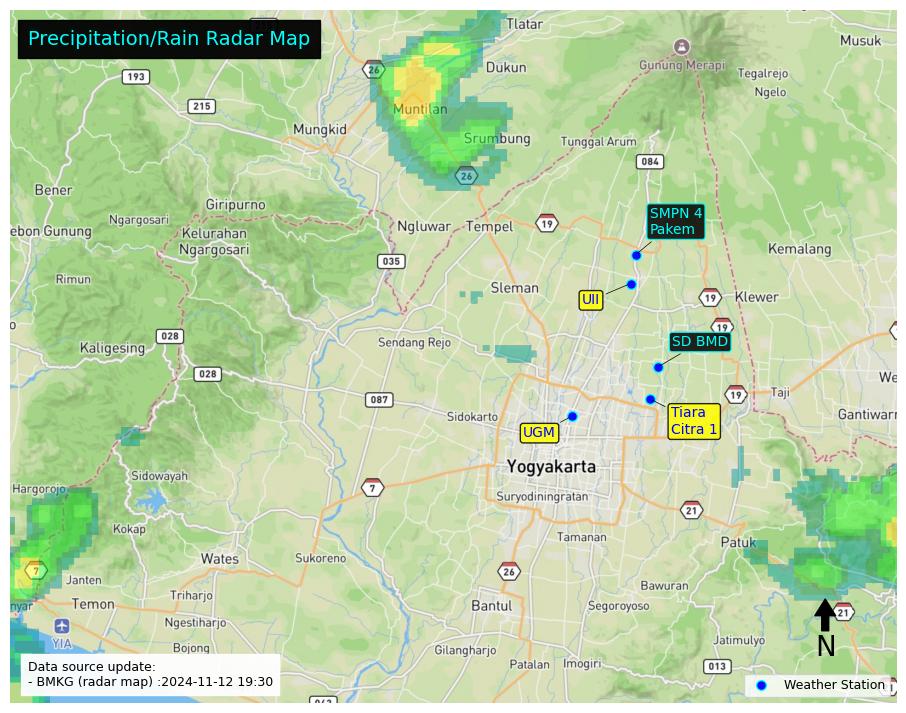 Precipitation/Rain Radar Map
Tlatar
Musuk
26
Dukun
Gunung Merapi
Tegalrejo
193
Ngelo
215
Muntilan
Mungkid
Srumbung
Tunggal Arum
084
26
Bener
Giripurno
SMPN 4
Pakem
Ngargosari
ebon Gunung
Kelurahan
Ngargosari
Ngluwar
Tempel
19
Kemalang
035
Rimun
Sleman
UII
19
Klewer
19
028
Kaligesing
Sendang Rejo
SD BMD
028
087
19
Taji
We
Sidokarto
Tiara
Citra 1
Gantiwarn
UGM
Yogyakarta
Sidowayah
Hargorojo
7
Suryodiningratan
21
Kokap
Tamanan
Patuk
Wates
Sukoreno
7
Janten
26
Bawuran
Triharjo
nyar
Temon
Bantul
Segoroyoso
21
Ngestiharjo
YIA
N
Bojong
Gilangharjo
Jatimulyo
Patalan
Imogiri
013
Data source update:
- BMKG (radar map) :2024-11-12 19:30
Weather Station